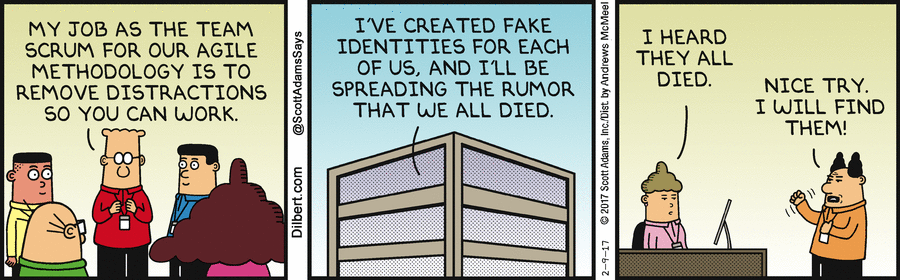 MY JOB AS THE TEAM
SCRUM FOR OUR AGILE
METHODOLOGY IS TO
REMOVE DISTRACTIONS
SO YOU CAN WORK.
Dilbert.com
@ScottAdamsSays
I'VE CREATED FAKE
IDENTITIES FOR EACH
OF US, AND I'LL BE
SPREADING THE RUMOR
THAT WE ALL DIED.
2-9-17 © 2017 Scott Adams, Inc./Dist. by Andrews McMeel
I HEARD
THEY ALL
DIED.
NICE TRY.
I WILL FIND
THEM!